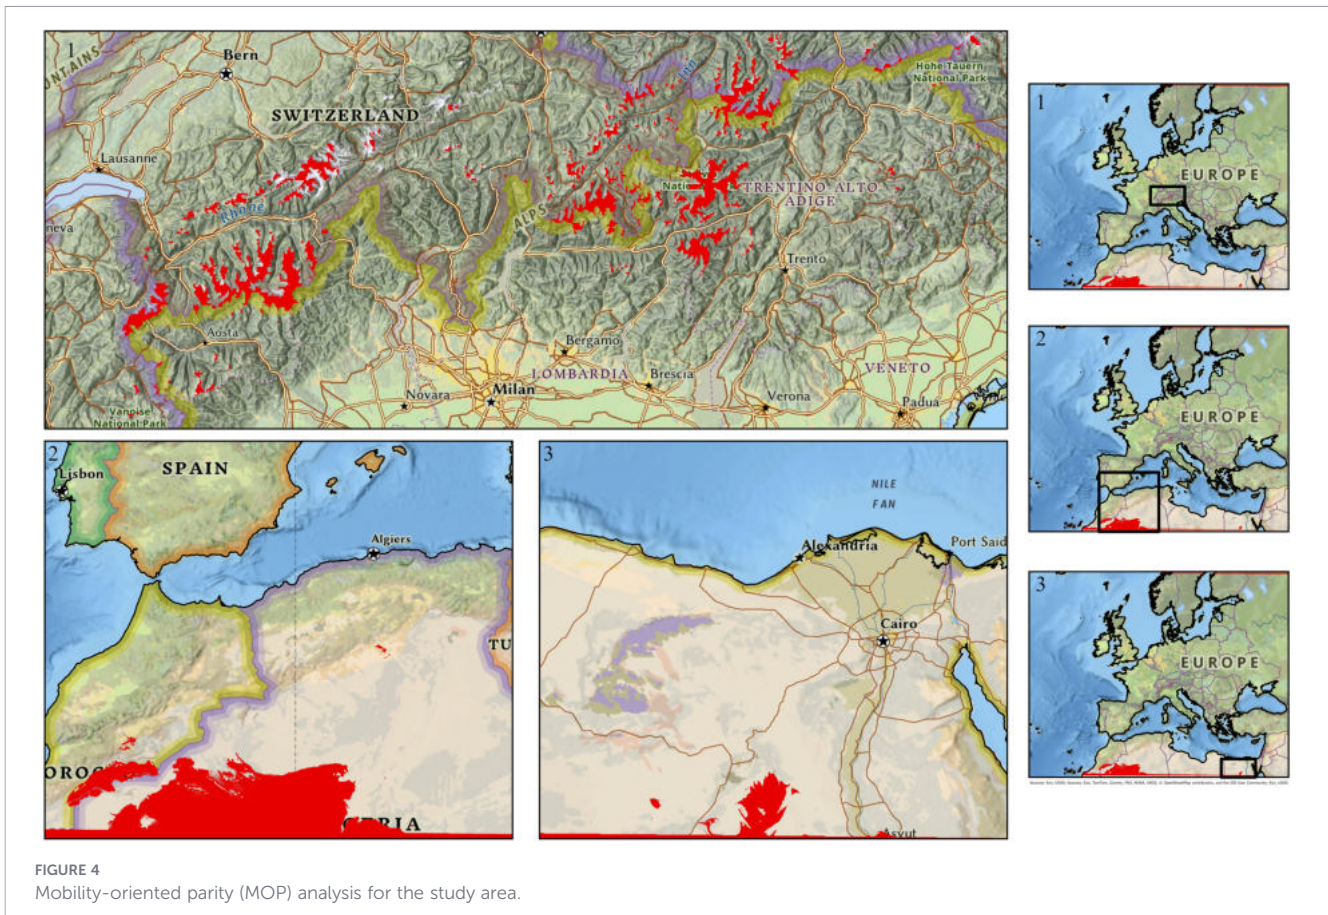 1
Bern
OUNTAINS
SWITZERLAND
Inn
Hohe Tauern
National Park
Lausanne
Rhone
neva
ALPS
Nati
TRENTINO ALTO
ADIGE
Trento
Aosta
Bergamo
LOMBARDIA
Brescia
VENETO
Novara
Milan
Verona
Padua
Vanoise
National Park
2
Lisbon
SPAIN
Algiers
TU
OROC
GERIA
3
NILE
FAN
Alexandria
Port Said
Cairo
Asyut
1
EUROPE
2
EUROPE
3
EUROPE
FIGURE 4
Mobility-oriented parity (MOP) analysis for the study area.